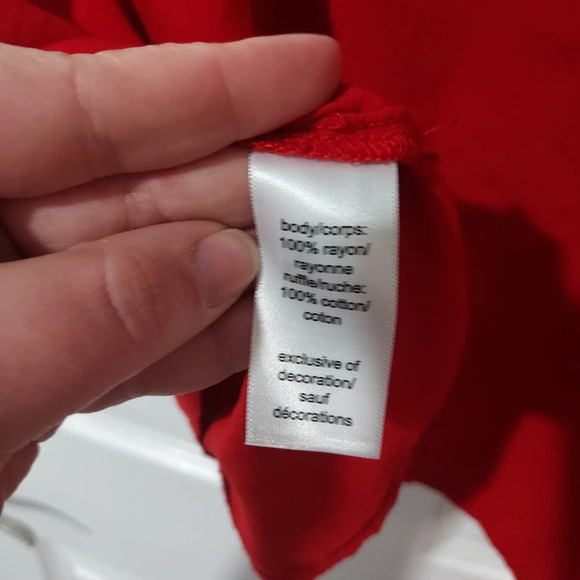 body/corps:
100% rayon/
rayonne
ruffle/ruche:
100% cotton/
coton
exclusive of
decoration/
sauf
décorations